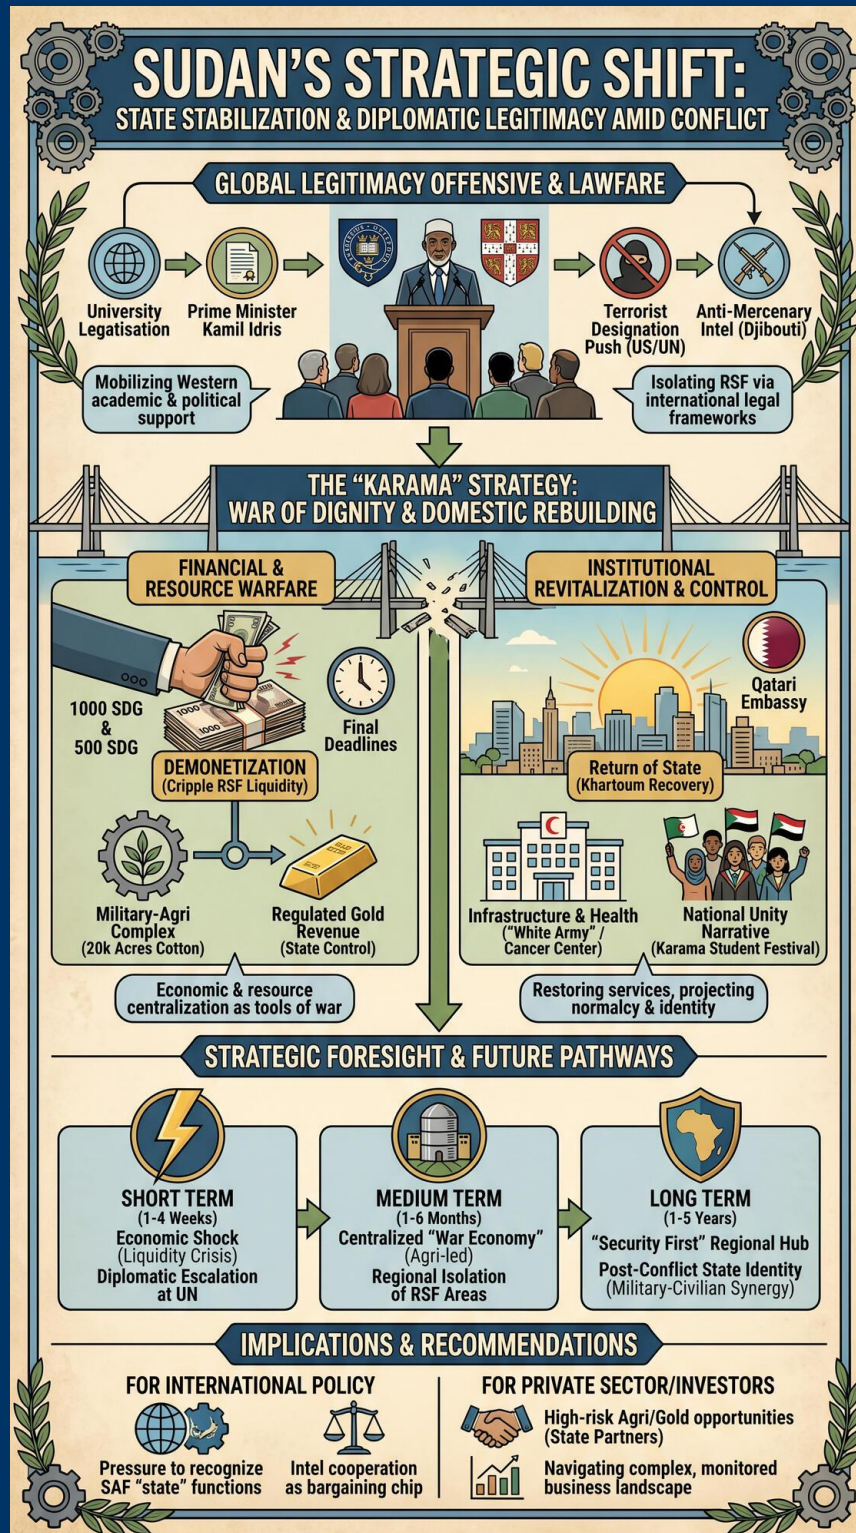 SUDAN'S STRATEGIC SHIFT:
STATE STABILIZATION & DIPLOMATIC LEGITIMACY AMID CONFLICT
GLOBAL LEGITIMACY OFFENSIVE & LAWFARE
University
Legatisation
Prime Minister
Kamil Idris
Terrorist
Designation
Push (US/UN)
Anti-Mercenary
Intel (Djibouti)
Mobilizing Western
academic & political
support
Isolating RSF via
international legal
frameworks
THE "KARAMA" STRATEGY:
WAR OF DIGNITY & DOMESTIC REBUILDING
FINANCIAL &
RESOURCE WARFARE
1000 SDG
&
500 SDG
1000
1000
Final
Deadlines
DEMONETIZATION
(Cripple RSF Liquidity)
Military-Agri
Complex
(20k Acres Cotton)
Regulated Gold
Revenue
(State Control)
Economic & resource
centralization as tools of war
INSTITUTIONAL
REVITALIZATION & CONTROL
Qatari
Embassy
Return of State
(Khartoum Recovery)
Infrastructure & Health
("White Army" /
Cancer Center)
National Unity
Narrative
(Karama Student Festival)
Restoring services, projecting
normalcy & identity
STRATEGIC FORESIGHT & FUTURE PATHWAYS
SHORT TERM
(1-4 Weeks)
Economic Shock
(Liquidity Crisis)
Diplomatic Escalation
at UN
MEDIUM TERM
(1-6 Months)
Centralized "War Economy"
(Agri-led)
Regional Isolation
of RSF Areas
LONG TERM
(1-5 Years)
"Security First" Regional Hub
Post-Conflict State Identity
(Military-Civilian Synergy)
IMPLICATIONS & RECOMMENDATIONS
FOR INTERNATIONAL POLICY
Pressure to recognize
SAF "state" functions
Intel cooperation
as bargaining chip
FOR PRIVATE SECTOR/INVESTORS
High-risk Agri/Gold opportunities
(State Partners)
Navigating complex, monitored
business landscape